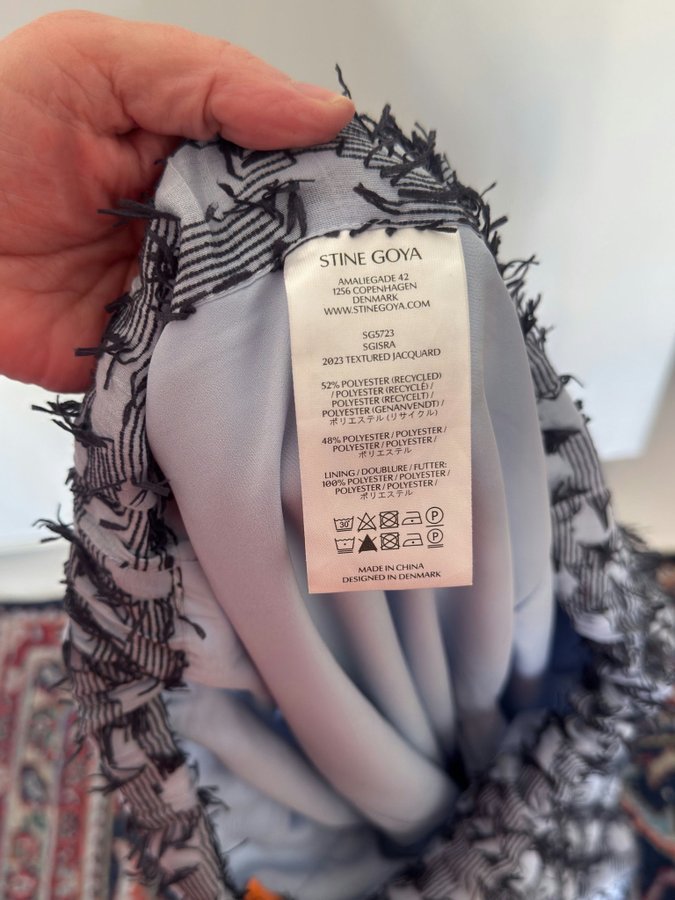 STINE GOYA
AMALIEGADE 42
1256 COPENHAGEN
DENMARK
WWW.STINEGOYA.COM
SG5723
SGISRA
2023 TEXTURED JACQUARD
52% POLYESTER (RECYCLED)
/ POLYESTER (RECYCLÉ) /
POLYESTER (RECYCELT) /
POLYESTER (GENANVENDT) /
ポリエステル (リサイクル)
48% POLYESTER / POLYESTER /
POLYESTER / POLYESTER /
ポリエステル
LINING / DOUBLURE / FUTTER:
100% POLYESTER / POLYESTER /
POLYESTER / POLYESTER /
ポリエステル
30 P
MADE IN CHINA
DESIGNED IN DENMARK